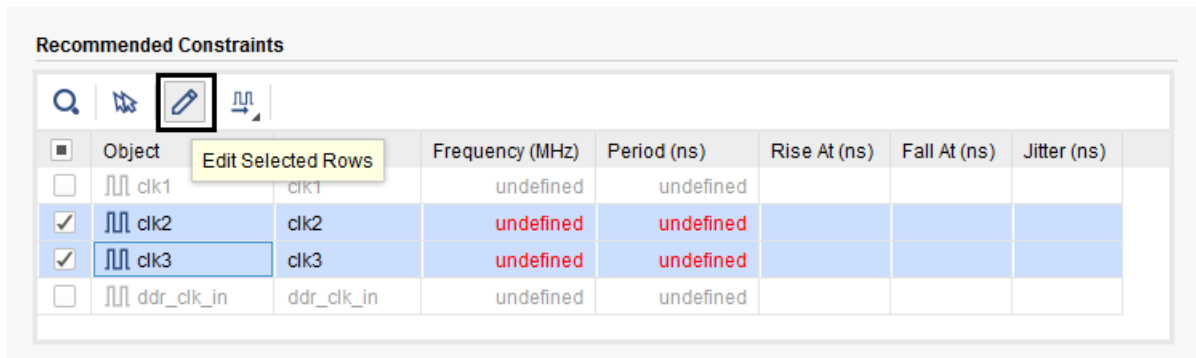 Recommended Constraints
Edit Selected Rows
Object Frequency (MHz) Period (ns) Rise At (ns) Fall At (ns) Jitter (ns)
clk1 clk1 undefined undefined
clk2 clk2 undefined undefined
clk3 clk3 undefined undefined
ddr_clk_in ddr_clk_in undefined undefined